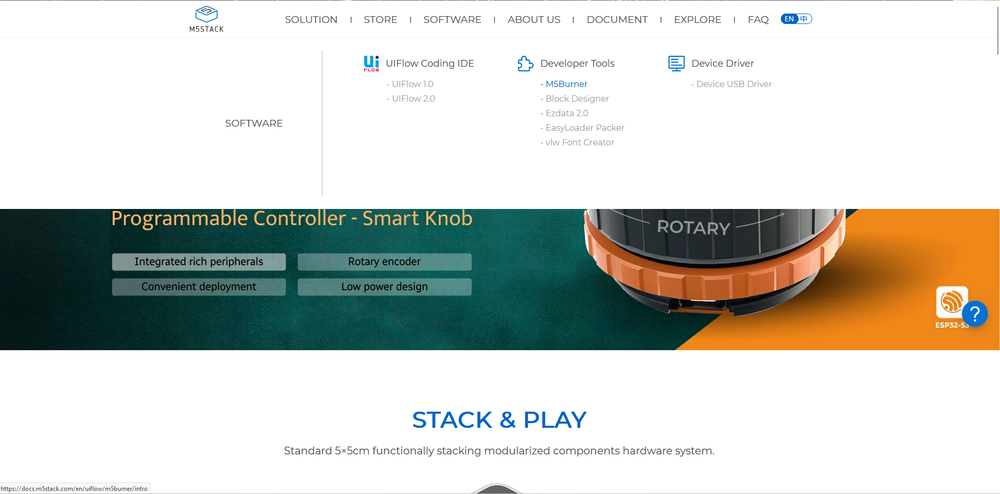 M5STACK
SOLUTION | STORE | SOFTWARE | ABOUT US | DOCUMENT | EXPLORE | FAQ EN 中
SOFTWARE
Ui FLOW UIFlow Coding IDE
- UIFlow 1.0
- UIFlow 2.0
Developer Tools
- M5Burner
- Block Designer
- Ezdata 2.0
- EasyLoader Packer
- vlw Font Creator
Device Driver
- Device USB Driver
Programmable Controller - Smart Knob
Integrated rich peripherals
Rotary encoder
Convenient deployment
Low power design
ROTARY
ESP32-S3
?
STACK & PLAY
Standard 5×5cm functionally stacking modularized components hardware system.
https://docs.m5stack.com/en/uiflow/m5burner/intro